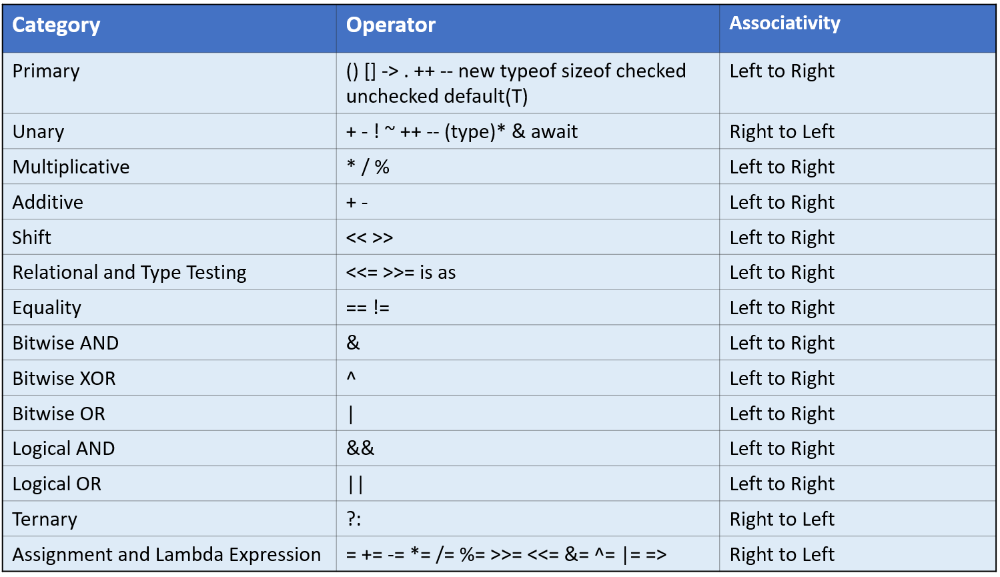 Category Operator Associativity
Primary () [] -> . ++ -- new typeof sizeof checked Left to Right
unchecked default(T)
Unary + - ! ~ ++ -- (type)* & await Right to Left
Multiplicative * / % Left to Right
Additive + - Left to Right
Shift << >> Left to Right
Relational and Type Testing <<= >>= is as Left to Right
Equality == != Left to Right
Bitwise AND & Left to Right
Bitwise XOR ^ Left to Right
Bitwise OR | Left to Right
Logical AND && Left to Right
Logical OR || Left to Right
Ternary ?: Right to Left
Assignment and Lambda Expression = += -= *= /= %= >>= <<= &= ^= |= => Right to Left